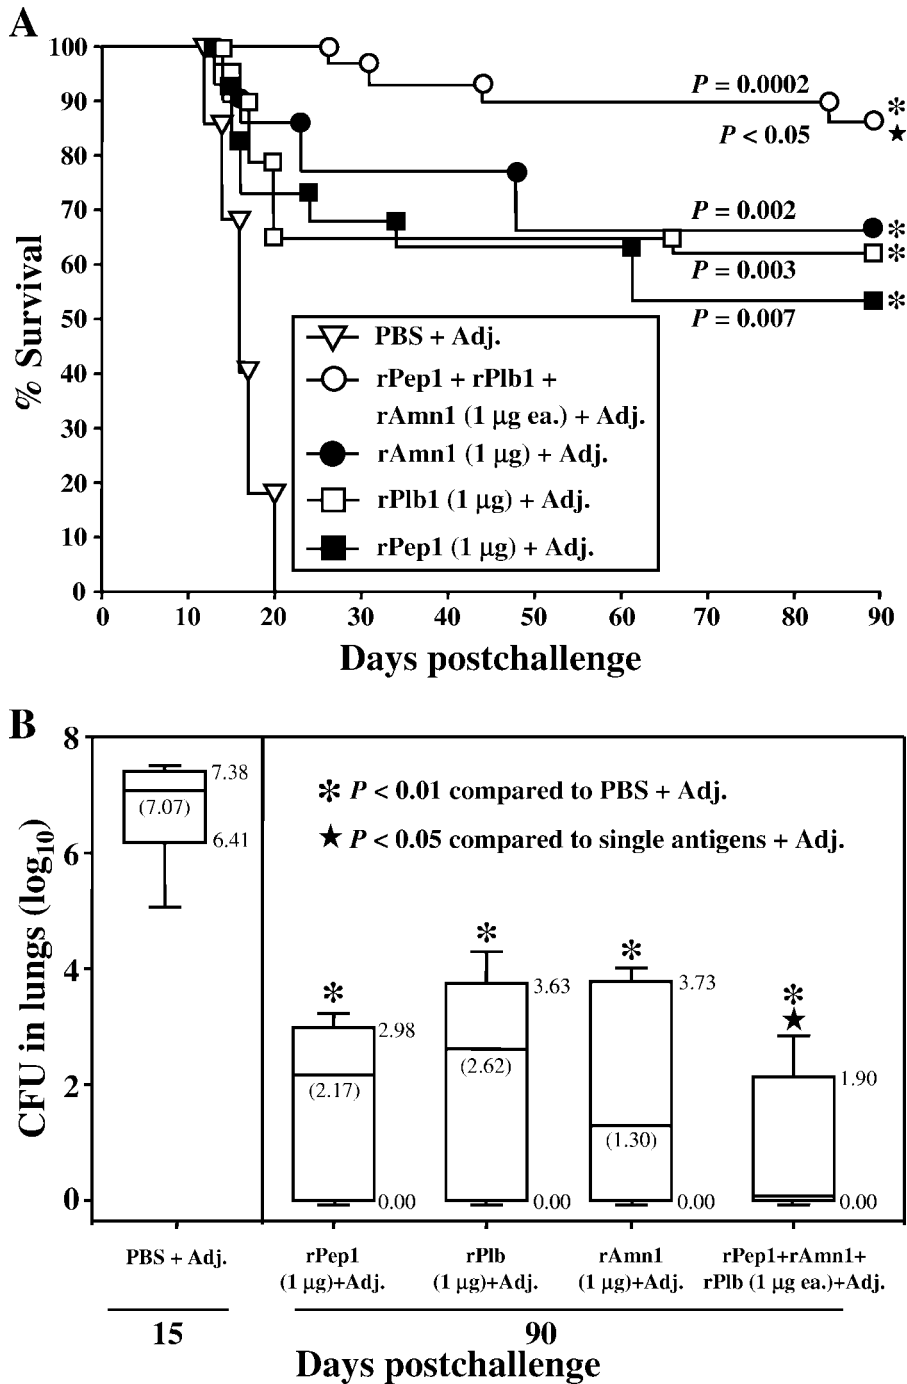 A
100
90
80
70
60
50
40
30
20
10
0
% Survival
P = 0.0002
*
P < 0.05
★
P = 0.002
*
*
P = 0.003
*
P = 0.007
PBS + Adj.
rPep1 + rPlb1 +
rAmn1 (1 µg ea.) + Adj.
rAmn1 (1 µg) + Adj.
rPlb1 (1 µg) + Adj.
rPep1 (1 µg) + Adj.
0 10 20 30 40 50 60 70 80 90
Days postchallenge
B
8
6
4
2
0
CFU in lungs (log10)
7.38
(7.07)
6.41
* P < 0.01 compared to PBS + Adj.
★ P < 0.05 compared to single antigens + Adj.
*
2.98
(2.17)
0.00
*
3.63
(2.62)
0.00
*
3.73
(1.30)
0.00
*
★
1.90
0.00
PBS + Adj.
rPep1
(1 µg)+Adj.
rPlb
(1 µg)+Adj.
rAmn1
(1 µg)+Adj.
rPep1+rAmn1+
rPlb (1 µg ea.)+Adj.
15 90
Days postchallenge